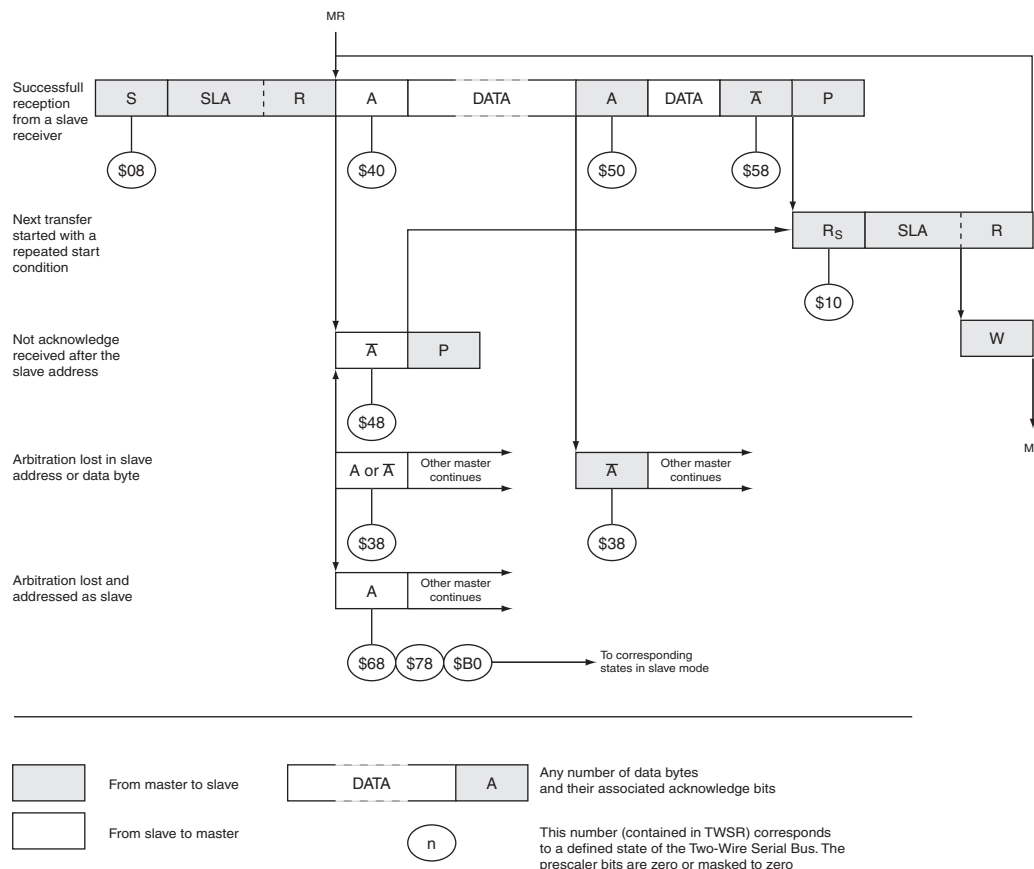 MR
Successfull
reception
from a slave
receiver
S SLA R A DATA A DATA A̅ P
$08 $40 $50 $58
Next transfer
started with a
repeated start
condition
RS SLA R
$10
Not acknowledge
received after the
slave address
A̅ P
W
$48
M
Arbitration lost in slave
address or data byte
A or A̅
Other master
continues
A̅
Other master
continues
$38 $38
Arbitration lost and
addressed as slave
A
Other master
continues
$68 $78 $B0
To corresponding
states in slave mode
From master to slave
DATA A
Any number of data bytes
and their associated acknowledge bits
From slave to master
n
This number (contained in TWSR) corresponds
to a defined state of the Two-Wire Serial Bus. The
prescaler bits are zero or masked to zero